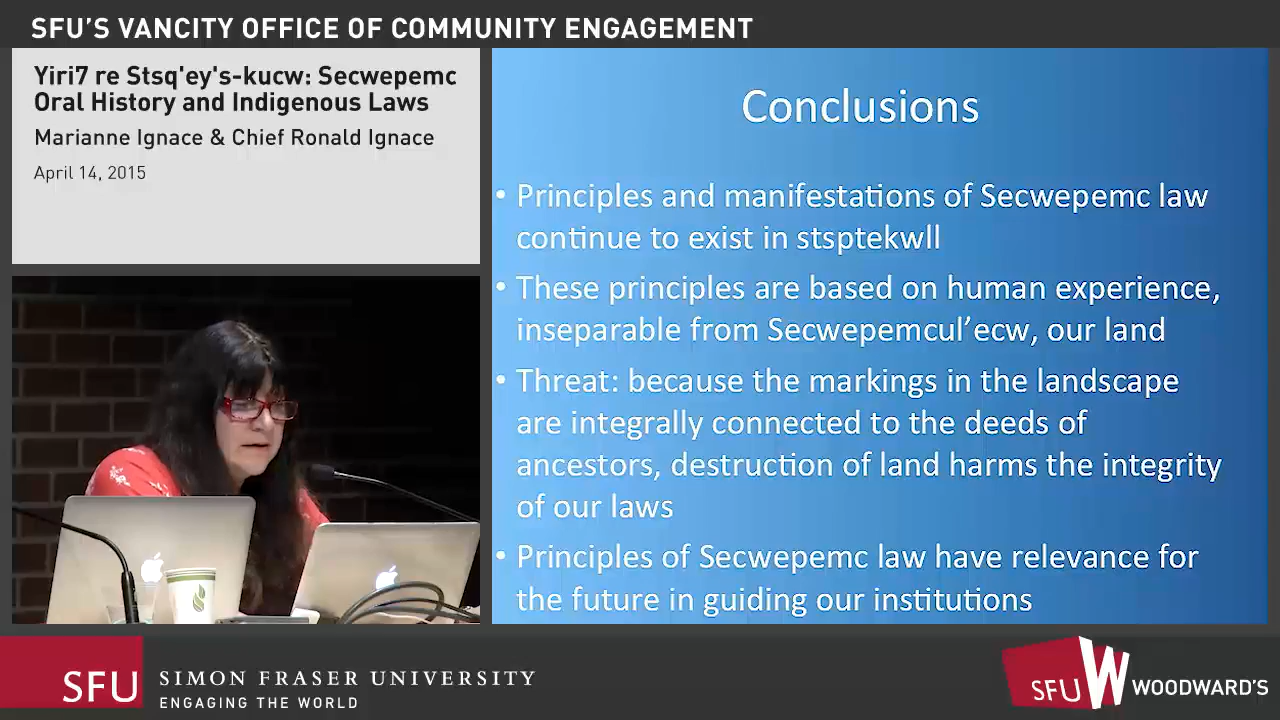 SFU'S VANCITY OFFICE OF COMMUNITY ENGAGEMENT
Yiri7 re Stsq'ey's-kucw: Secwepemc
Oral History and Indigenous Laws
Marianne Ignace & Chief Ronald Ignace
April 14, 2015
Conclusions
• Principles and manifestations of Secwepemc law
continue to exist in stsptekwll
• These principles are based on human experience,
inseparable from Secwepemcul’ecw, our land
• Threat: because the markings in the landscape
are integrally connected to the deeds of
ancestors, destruction of land harms the integrity
of our laws
• Principles of Secwepemc law have relevance for
the future in guiding our institutions
SFU
SIMON FRASER UNIVERSITY
ENGAGING THE WORLD
SFU W WOODWARD'S